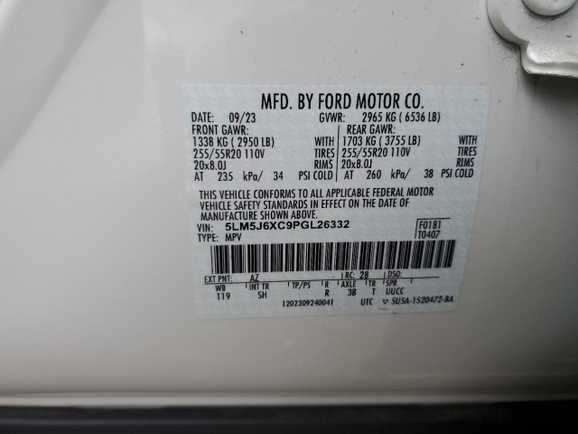 MFD. BY FORD MOTOR CO.
DATE: 09/23 GVWR: 2965 KG ( 6536 LB)
FRONT GAWR: REAR GAWR:
1338 KG ( 2950 LB) WITH 1703 KG ( 3755 LB) WITH
255/55R20 110V TIRES 255/55R20 110V TIRES
20x8.0J RIMS 20x8.0J RIMS
AT 235 kPa/ 34 PSI COLD AT 260 kPa/ 38 PSI COLD
THIS VEHICLE CONFORMS TO ALL APPLICABLE FEDERAL MOTOR
VEHICLE SAFETY STANDARDS IN EFFECT ON THE DATE OF
MANUFACTURE SHOWN ABOVE.
VIN: 5LM5J6XC9PGL26332 F0181
TYPE: MPV T0407
EXT PNT: AZ RC: 28 DSO:
WB INT TR TP/PS R AXLE TR SPR
119 SH R 3B T UUCC
1202309240041 UTC ▽ 5U5A-1520472-BA